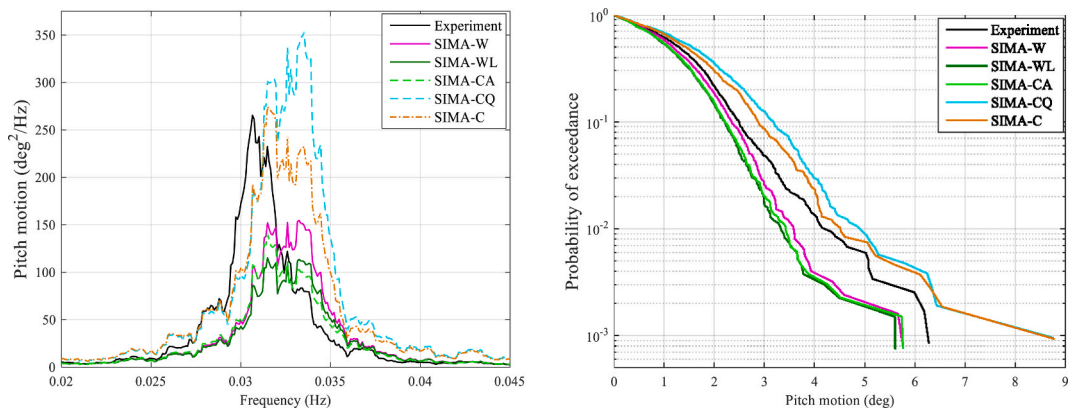 Pitch motion (deg²/Hz)
350
300
250
200
150
100
50
0
0.02
0.025
0.03
0.035
0.04
0.045
Frequency (Hz)
Experiment
SIMA-W
SIMA-WL
SIMA-CA
SIMA-CQ
SIMA-C
Probability of exceedance
10⁰
10⁻¹
10⁻²
10⁻³
0
1
2
3
4
5
6
7
8
9
Pitch motion (deg)
Experiment
SIMA-W
SIMA-WL
SIMA-CA
SIMA-CQ
SIMA-C